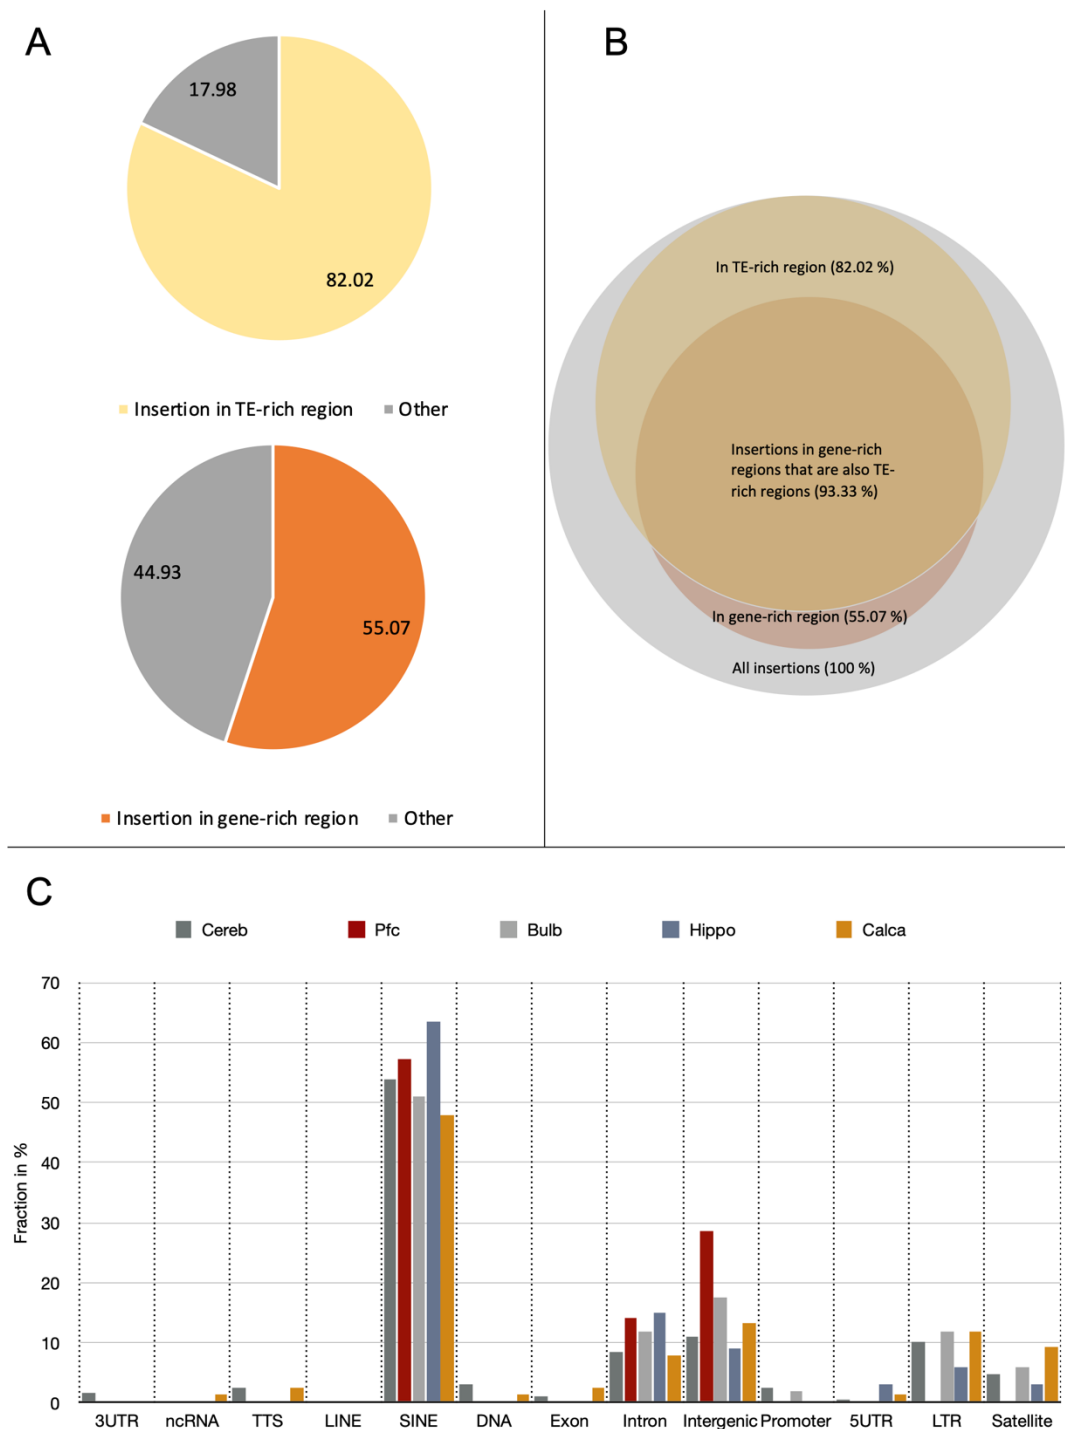 A
17.98
82.02
Insertion in TE-rich region Other
44.93
55.07
Insertion in gene-rich region Other
B
In TE-rich region (82.02 %)
Insertions in gene-rich
regions that are also TE-
rich regions (93.33 %)
In gene-rich region (55.07 %)
All insertions (100 %)
C
Cereb Pfc Bulb Hippo Calca
Fraction in %
70
60
50
40
30
20
10
0
3UTR ncRNA TTS LINE SINE DNA Exon Intron Intergenic Promoter 5UTR LTR Satellite